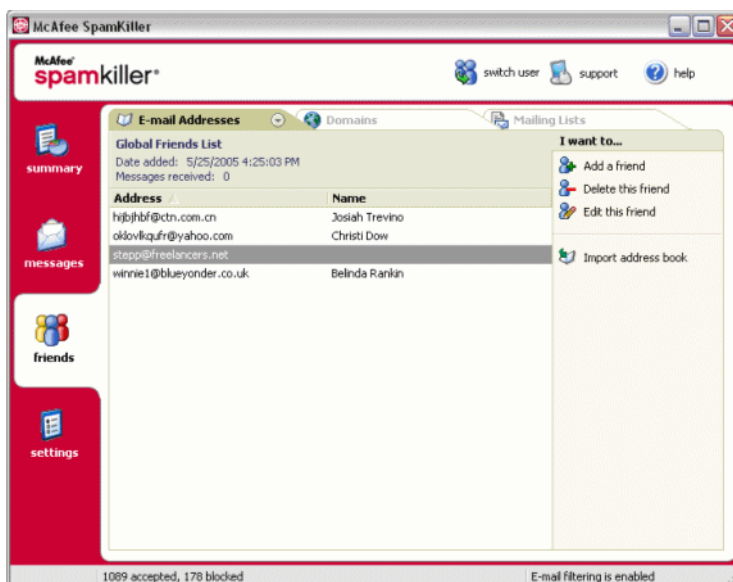 McAfee SpamKiller
McAfee
spamkiller
switch user
support
help
summary
messages
friends
settings
E-mail Addresses
Domains
Mailing Lists
Global Friends List
Date added: 5/25/2005 4:25:03 PM
Messages received: 0
Address Name
hijbjhbf@ctn.com.cn Josiah Trevino
oklovlkqufr@yahoo.com Christi Dow
stepp@freelancers.net
winnie1@blueyonder.co.uk Belinda Rankin
I want to...
Add a friend
Delete this friend
Edit this friend
Import address book
1089 accepted, 178 blocked
E-mail filtering is enabled